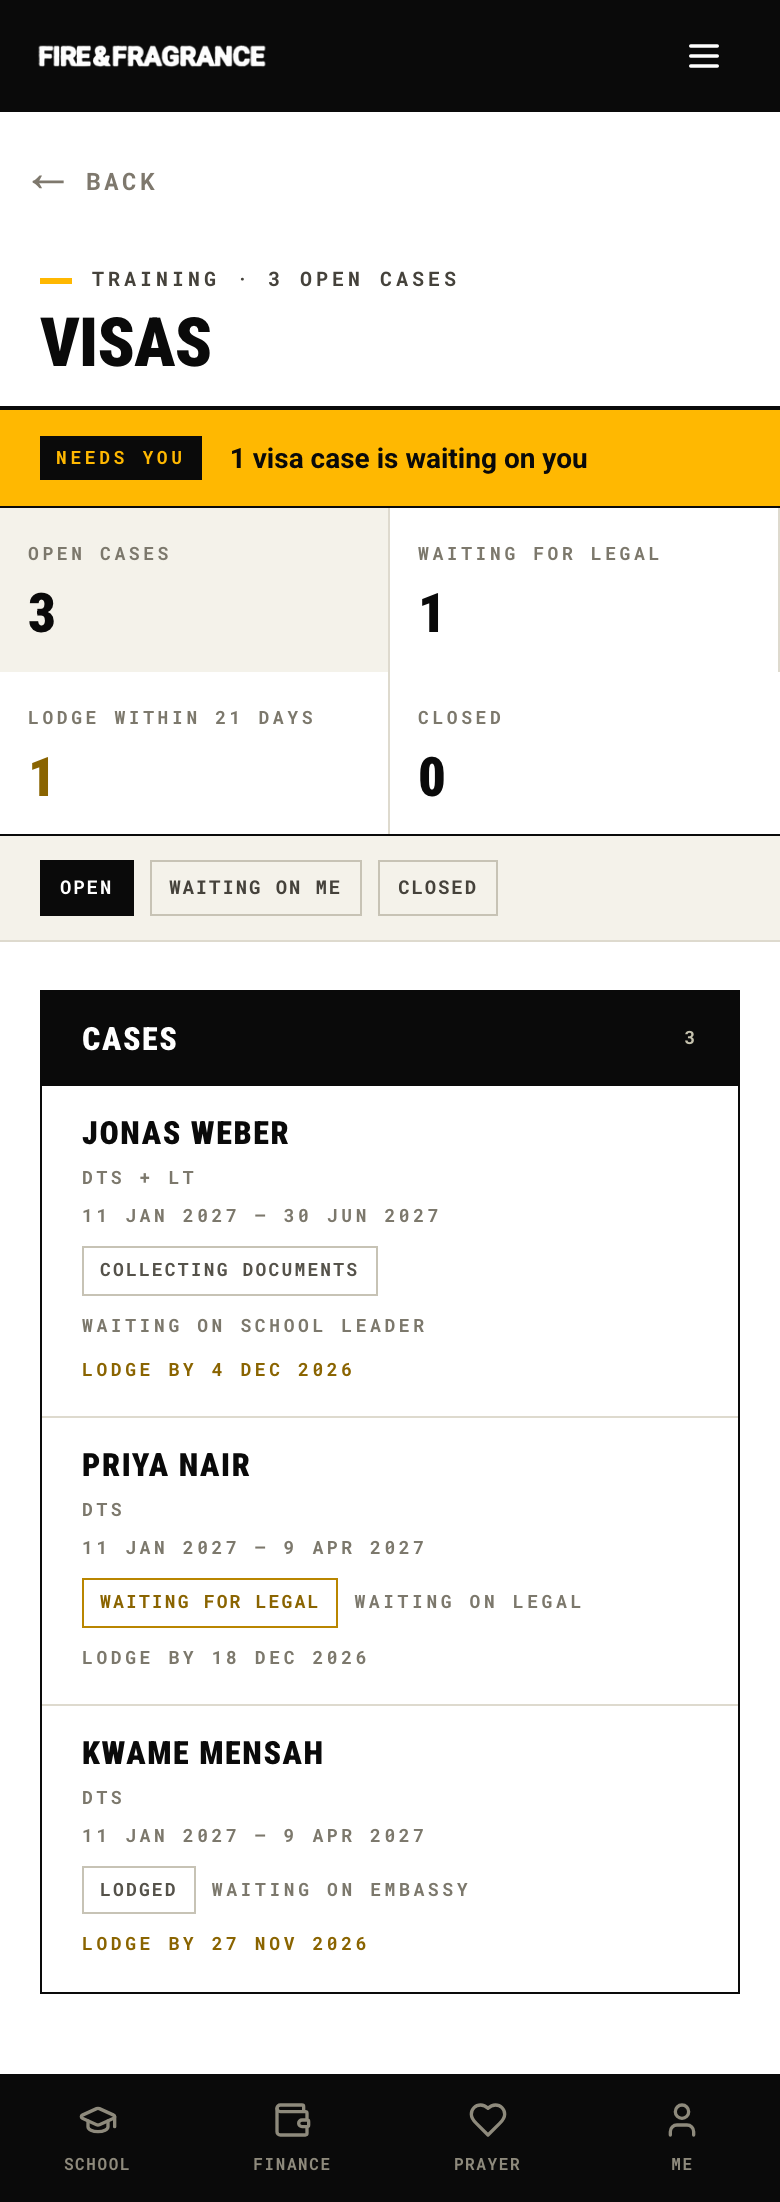 FIRE&FRAGRANCE
← BACK
TRAINING · 3 OPEN CASES
VISAS
NEEDS YOU 1 visa case is waiting on you
OPEN CASES
3
WAITING FOR LEGAL
1
LODGE WITHIN 21 DAYS
1
CLOSED
0
OPEN WAITING ON ME CLOSED
CASES 3
JONAS WEBER
DTS + LT
11 JAN 2027 – 30 JUN 2027
COLLECTING DOCUMENTS
WAITING ON SCHOOL LEADER
LODGE BY 4 DEC 2026
PRIYA NAIR
DTS
11 JAN 2027 – 9 APR 2027
WAITING FOR LEGAL WAITING ON LEGAL
LODGE BY 18 DEC 2026
KWAME MENSAH
DTS
11 JAN 2027 – 9 APR 2027
LODGED WAITING ON EMBASSY
LODGE BY 27 NOV 2026
SCHOOL FINANCE PRAYER ME